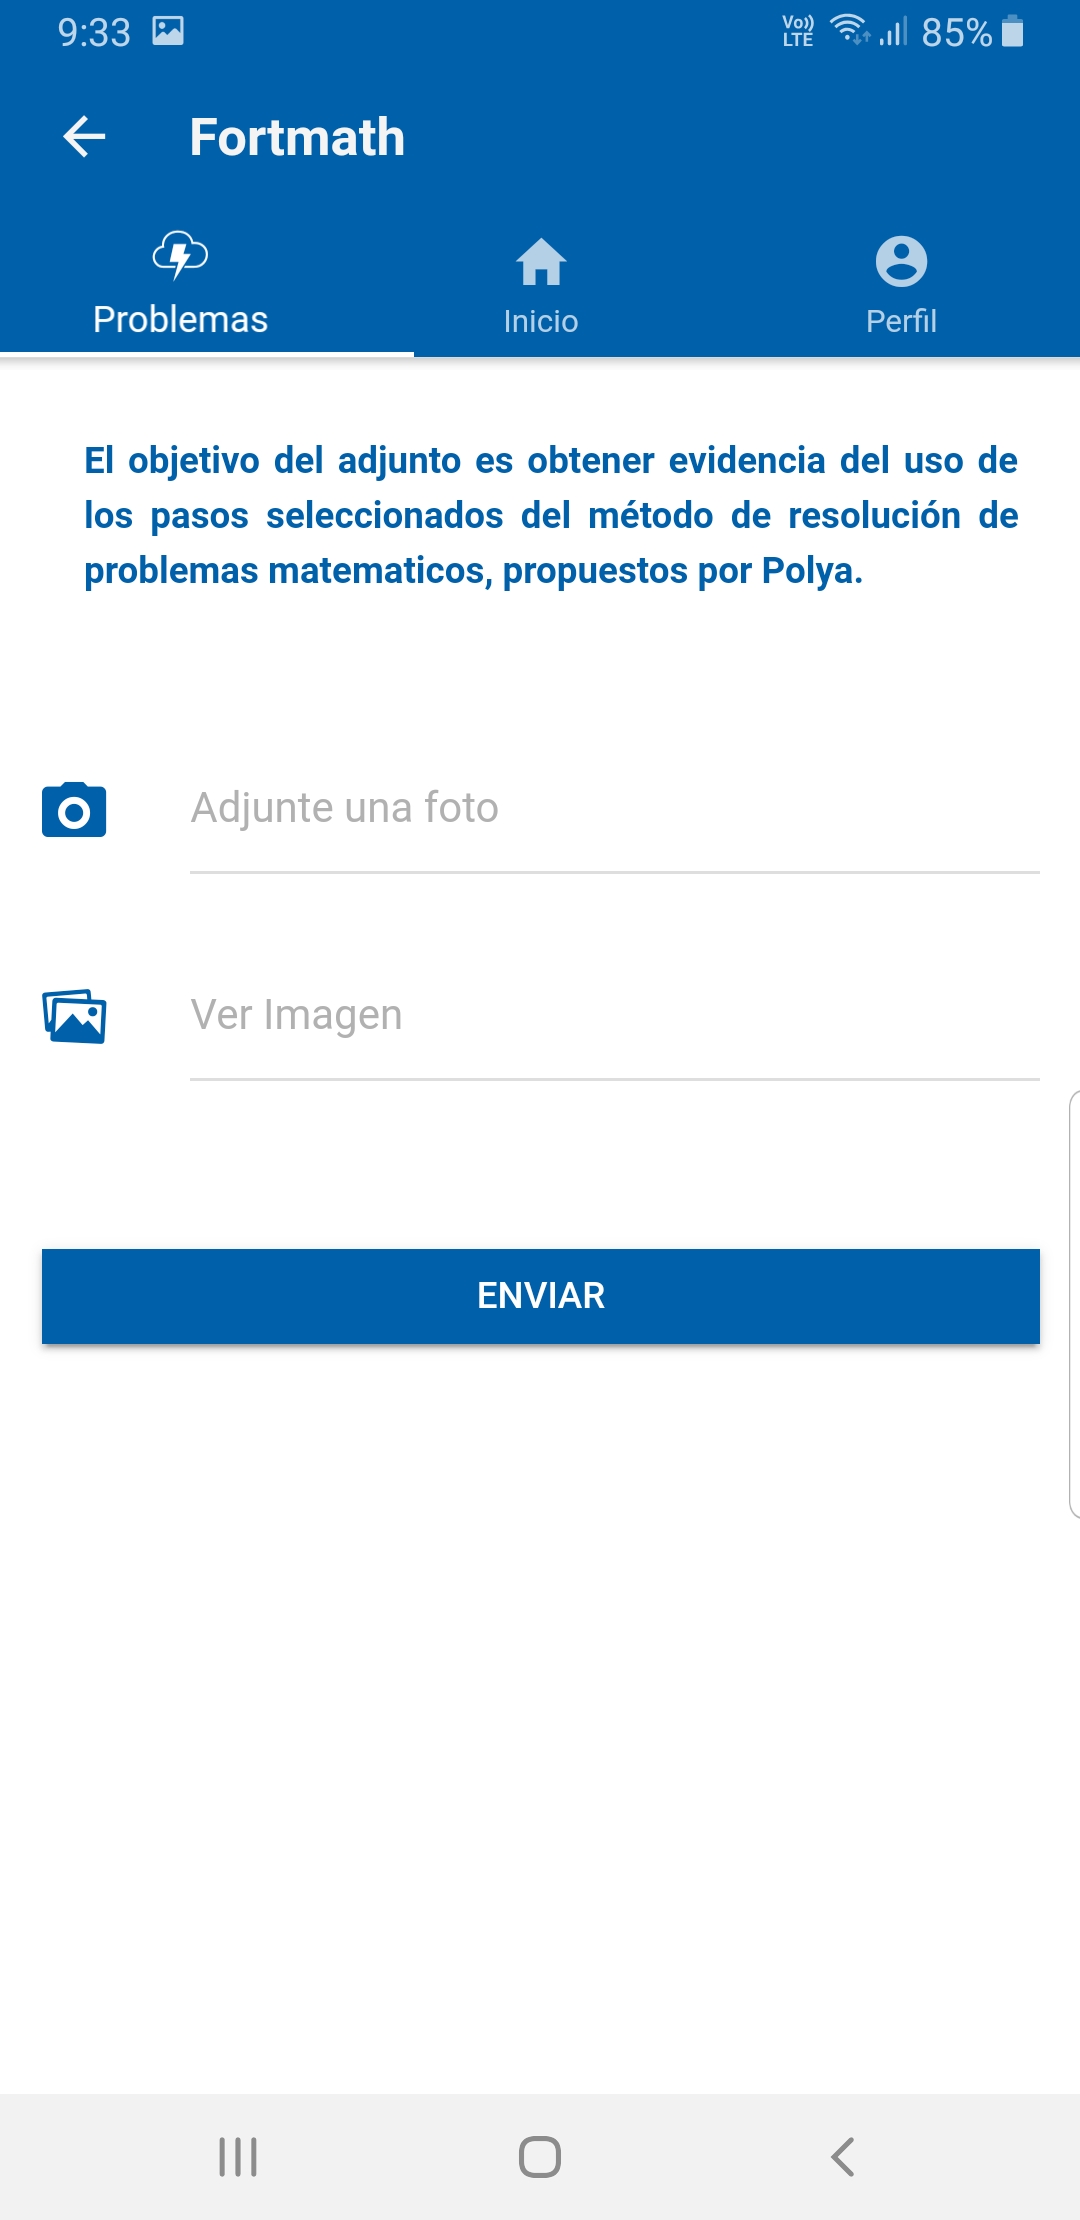 9:33
Vo)) LTE 85%
Fortmath
Problemas Inicio Perfil
El objetivo del adjunto es obtener evidencia del uso de
los pasos seleccionados del método de resolución de
problemas matematicos, propuestos por Polya.
Adjunte una foto
Ver Imagen
ENVIAR